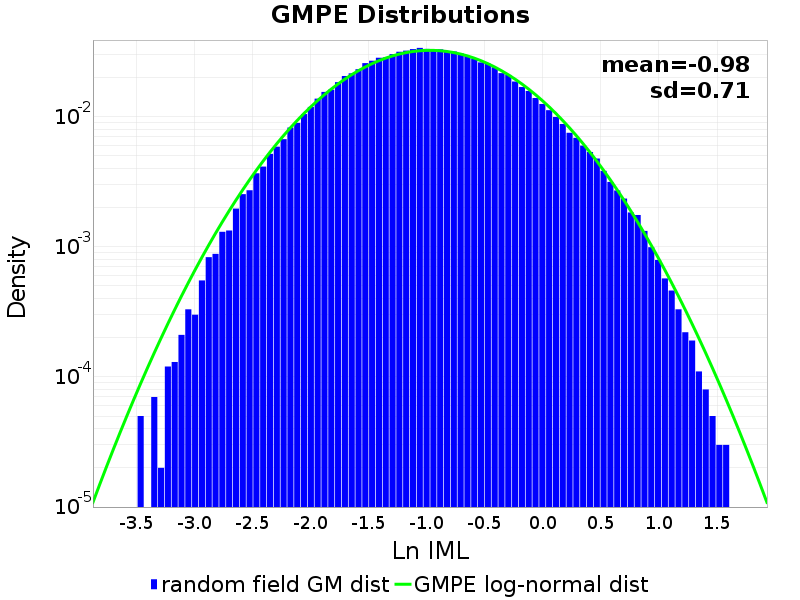 GMPE Distributions
mean=-0.98
sd=0.71
Density
10-2
10-3
10-4
10-5
-3.5 -3.0 -2.5 -2.0 -1.5 -1.0 -0.5 0.0 0.5 1.0 1.5
Ln IML
random field GM dist GMPE log-normal dist